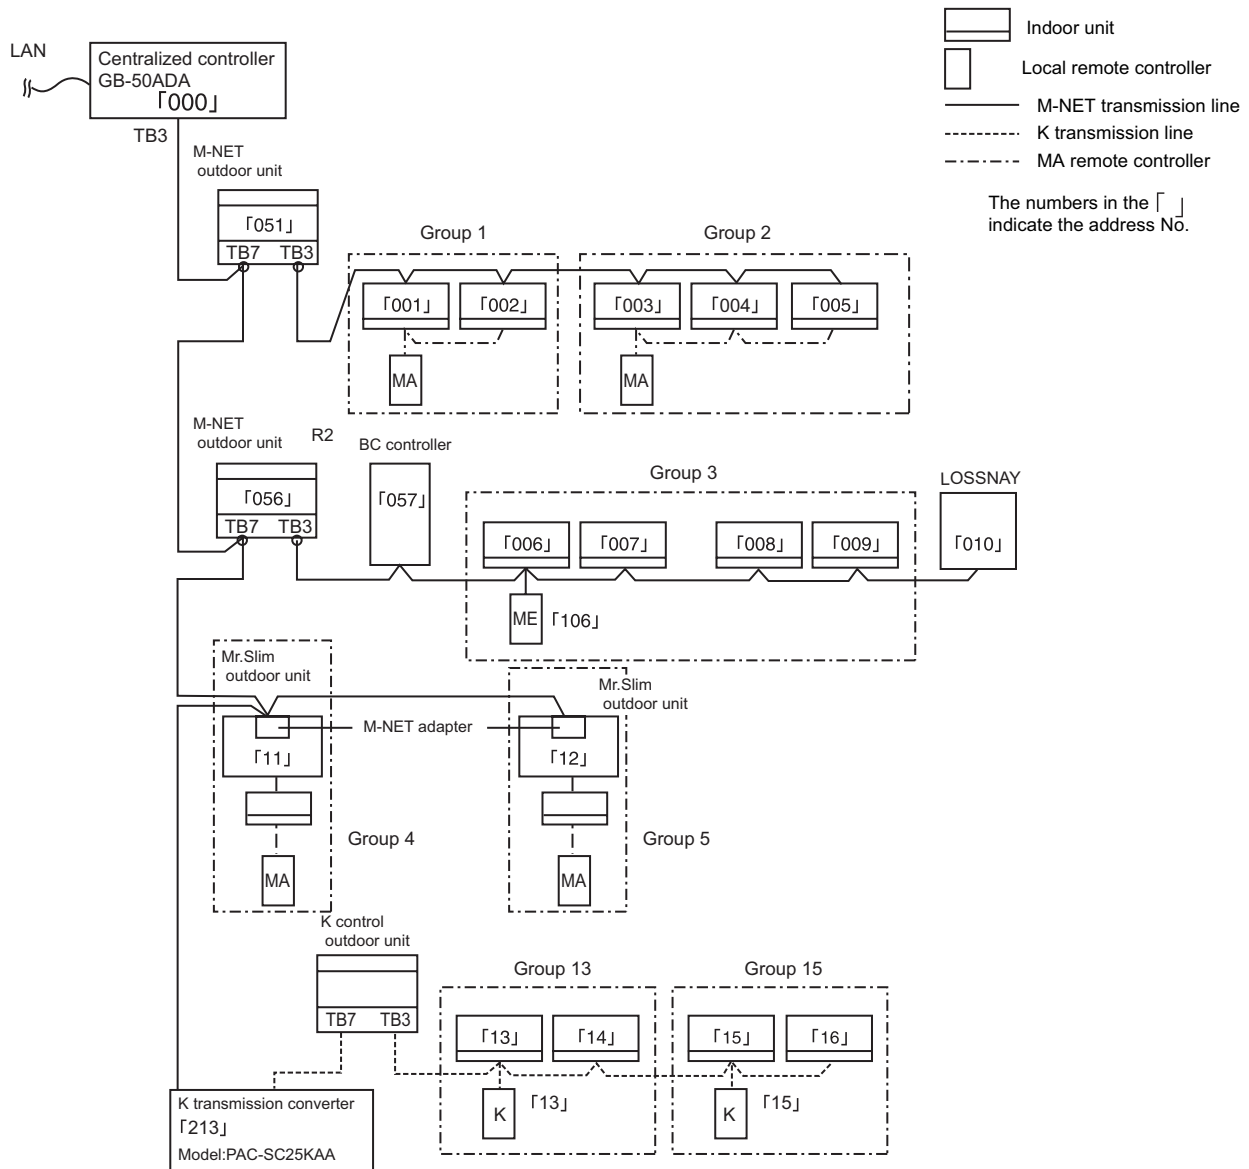 LAN
Centralized controller
GB-50ADA
「000」
TB3
Indoor unit
Local remote controller
M-NET transmission line
K transmission line
MA remote controller
The numbers in the「 」
indicate the address No.
M-NET
outdoor unit
「051」
TB7 TB3
Group 1
「001」 「002」
MA
Group 2
「003」 「004」 「005」
MA
M-NET
outdoor unit
R2
「056」
TB7 TB3
BC controller
「057」
Group 3
「006」 「007」 「008」 「009」
ME 「106」
LOSSNAY
「010」
Mr.Slim
outdoor unit
M-NET adapter
「11」
MA
Group 4
Mr.Slim
outdoor unit
「12」
MA
Group 5
K control
outdoor unit
TB7 TB3
Group 13
「13」 「14」
K 「13」
Group 15
「15」 「16」
K 「15」
K transmission converter
「213」
Model:PAC-SC25KAA